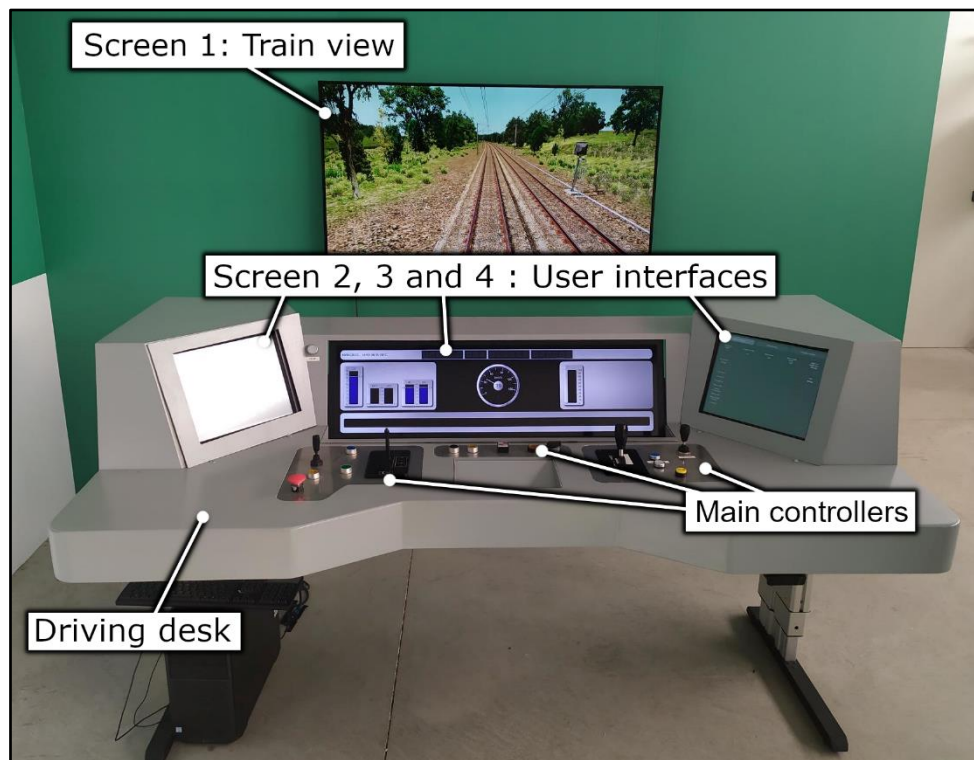 Screen 1: Train view
Screen 2, 3 and 4 : User interfaces
Main controllers
Driving desk